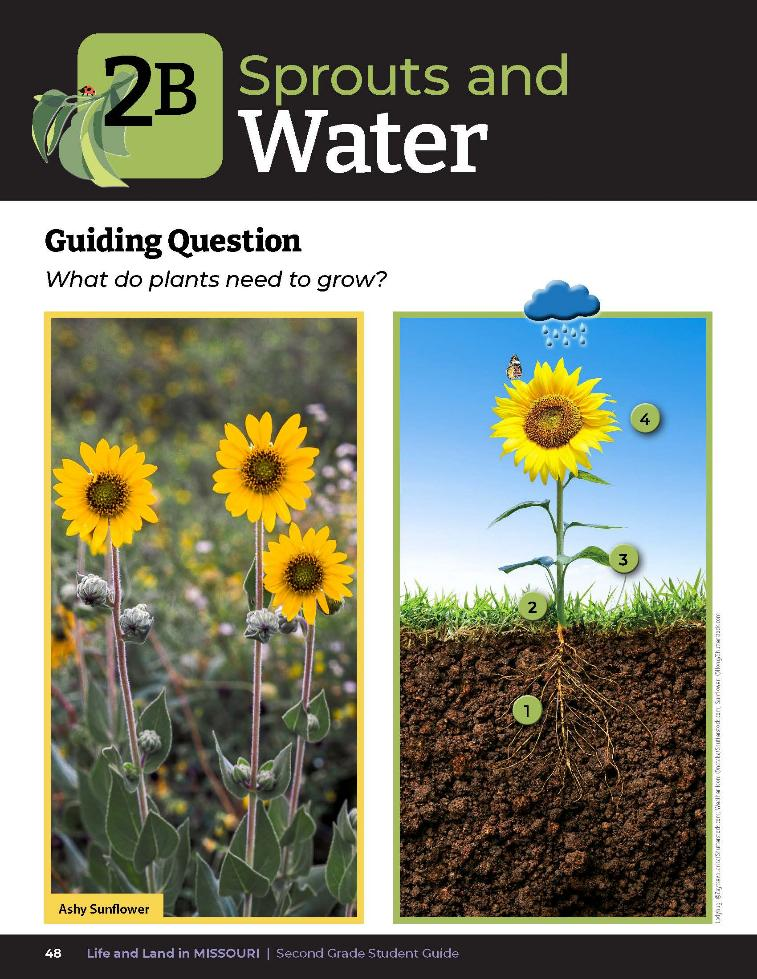 2B
Sprouts and
Water
Guiding Question
What do plants need to grow?
4
3
2
1
Ashy Sunflower
48 Life and Land in MISSOURI | Second Grade Student Guide